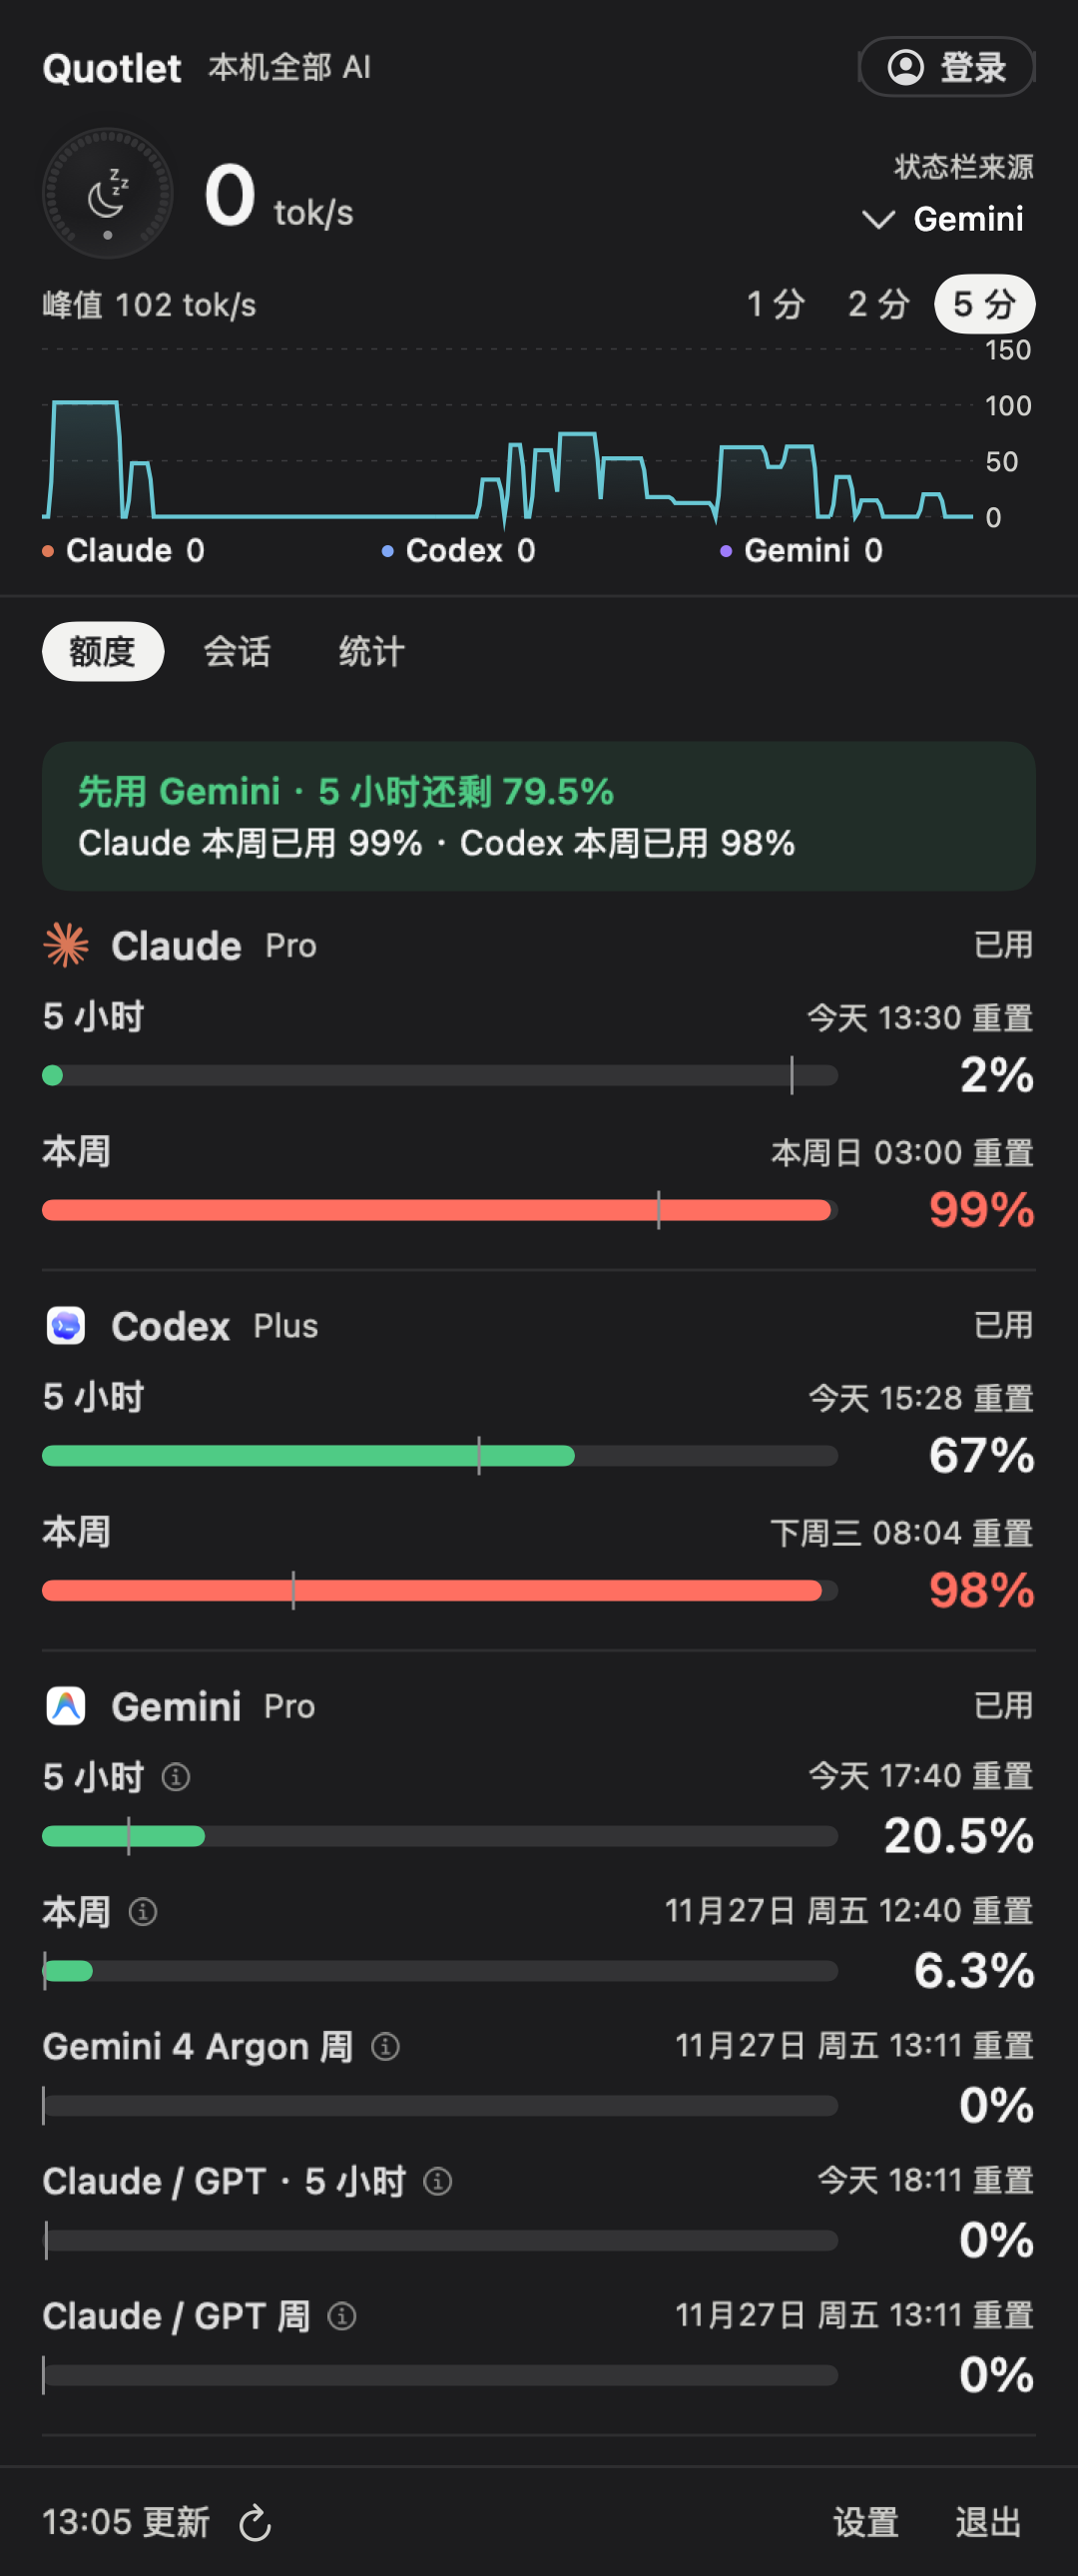 Quotlet 本机全部 AI 登录
0 tok/s
状态栏来源
Gemini
峰值 102 tok/s 1 分 2 分 5 分
150
100
50
0
Claude 0 Codex 0 Gemini 0
额度 会话 统计
先用 Gemini · 5 小时还剩 79.5%
Claude 本周已用 99% · Codex 本周已用 98%
Claude Pro 已用
5 小时 今天 13:30 重置
2%
本周 本周日 03:00 重置
99%
Codex Plus 已用
5 小时 今天 15:28 重置
67%
本周 下周三 08:04 重置
98%
Gemini Pro 已用
5 小时 今天 17:40 重置
20.5%
本周 11月27日 周五 12:40 重置
6.3%
Gemini 4 Argon 周 11月27日 周五 13:11 重置
0%
Claude / GPT · 5 小时 今天 18:11 重置
0%
Claude / GPT 周 11月27日 周五 13:11 重置
0%
13:05 更新 设置 退出